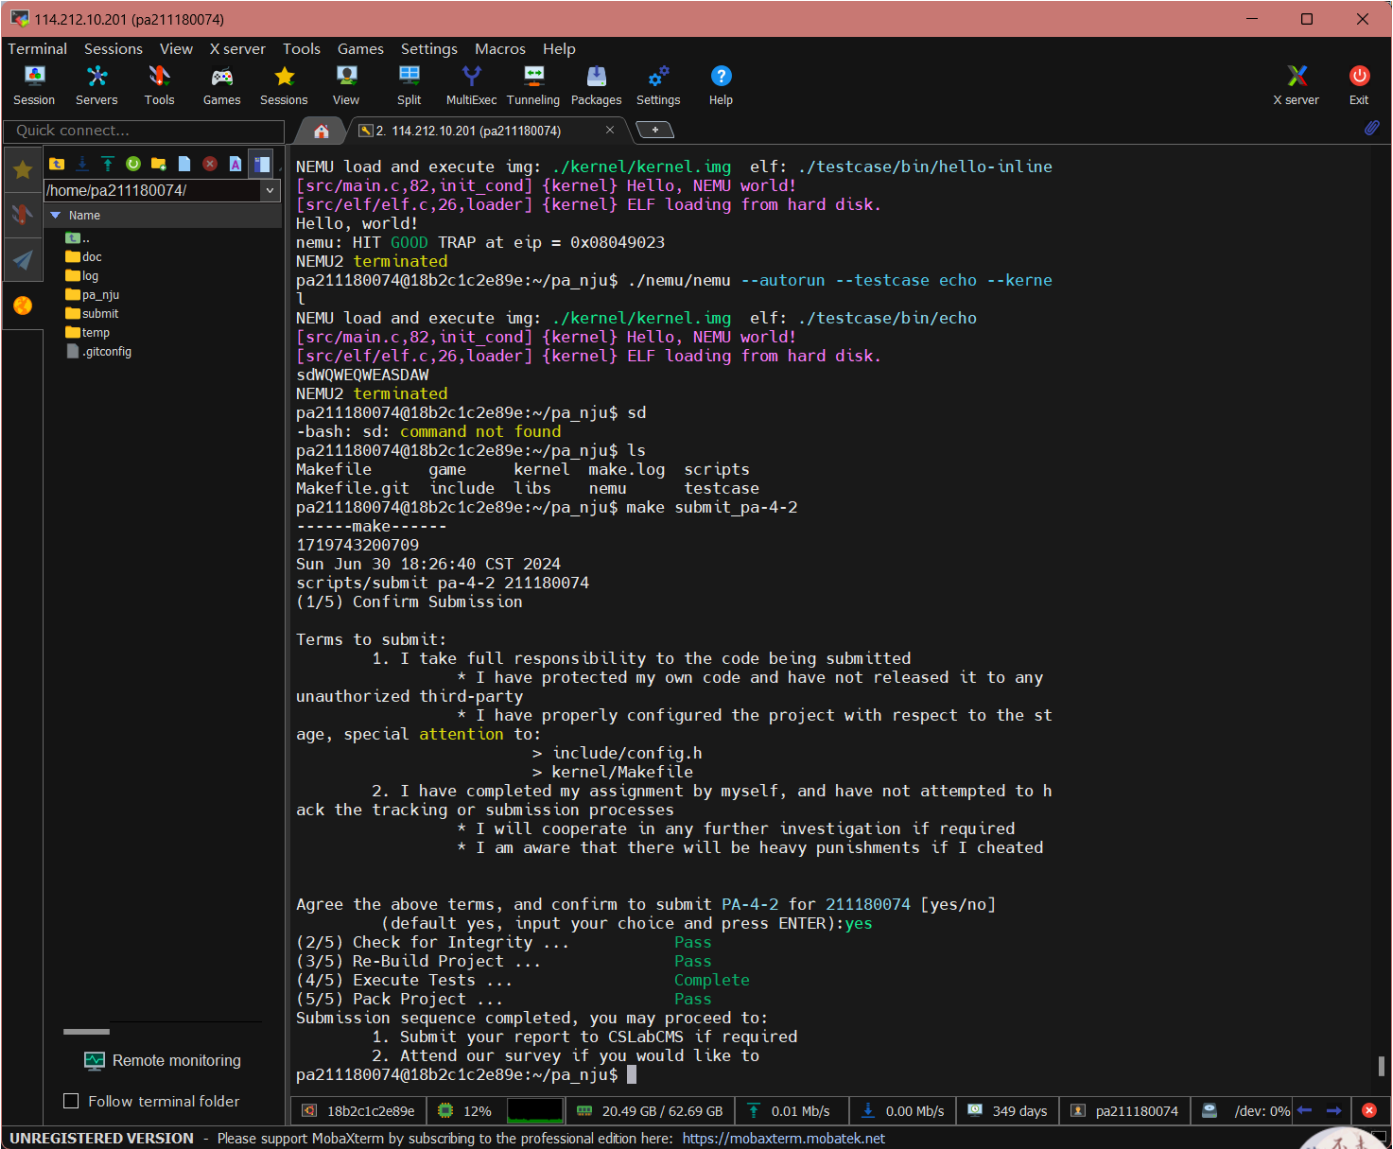 114.212.10.201 (pa211180074)
Terminal Sessions View X server Tools Games Settings Macros Help
Session Servers Tools Games Sessions View Split MultiExec Tunneling Packages Settings Help X server Exit
Quick connect...
2. 114.212.10.201 (pa211180074)
/home/pa211180074/
Name
..
doc
log
pa_nju
submit
temp
.gitconfig
NEMU load and execute img: ./kernel/kernel.img elf: ./testcase/bin/hello-inline
[src/main.c,82,init_cond] {kernel} Hello, NEMU world!
[src/elf/elf.c,26,loader] {kernel} ELF loading from hard disk.
Hello, world!
nemu: HIT GOOD TRAP at eip = 0x08049023
NEMU2 terminated
pa211180074@18b2c1c2e89e:~/pa_nju$ ./nemu/nemu --autorun --testcase echo --kerne
l
NEMU load and execute img: ./kernel/kernel.img elf: ./testcase/bin/echo
[src/main.c,82,init_cond] {kernel} Hello, NEMU world!
[src/elf/elf.c,26,loader] {kernel} ELF loading from hard disk.
sdWQWEQWEASDAW
NEMU2 terminated
pa211180074@18b2c1c2e89e:~/pa_nju$ sd
-bash: sd: command not found
pa211180074@18b2c1c2e89e:~/pa_nju$ ls
Makefile game kernel make.log scripts
Makefile.git include libs nemu testcase
pa211180074@18b2c1c2e89e:~/pa_nju$ make submit_pa-4-2
------make------
1719743200709
Sun Jun 30 18:26:40 CST 2024
scripts/submit pa-4-2 211180074
(1/5) Confirm Submission
Terms to submit:
1. I take full responsibility to the code being submitted
* I have protected my own code and have not released it to any
unauthorized third-party
* I have properly configured the project with respect to the st
age, special attention to:
> include/config.h
> kernel/Makefile
2. I have completed my assignment by myself, and have not attempted to h
ack the tracking or submission processes
* I will cooperate in any further investigation if required
* I am aware that there will be heavy punishments if I cheated
Agree the above terms, and confirm to submit PA-4-2 for 211180074 [yes/no]
(default yes, input your choice and press ENTER):yes
(2/5) Check for Integrity ... Pass
(3/5) Re-Build Project ... Pass
(4/5) Execute Tests ... Complete
(5/5) Pack Project ... Pass
Submission sequence completed, you may proceed to:
1. Submit your report to CSLabCMS if required
2. Attend our survey if you would like to
pa211180074@18b2c1c2e89e:~/pa_nju$
Remote monitoring
Follow terminal folder
18b2c1c2e89e 12% 20.49 GB / 62.69 GB 0.01 Mb/s 0.00 Mb/s 349 days pa211180074 /dev: 0%
UNREGISTERED VERSION - Please support MobaXterm by subscribing to the professional edition here: https://mobaxterm.mobatek.net